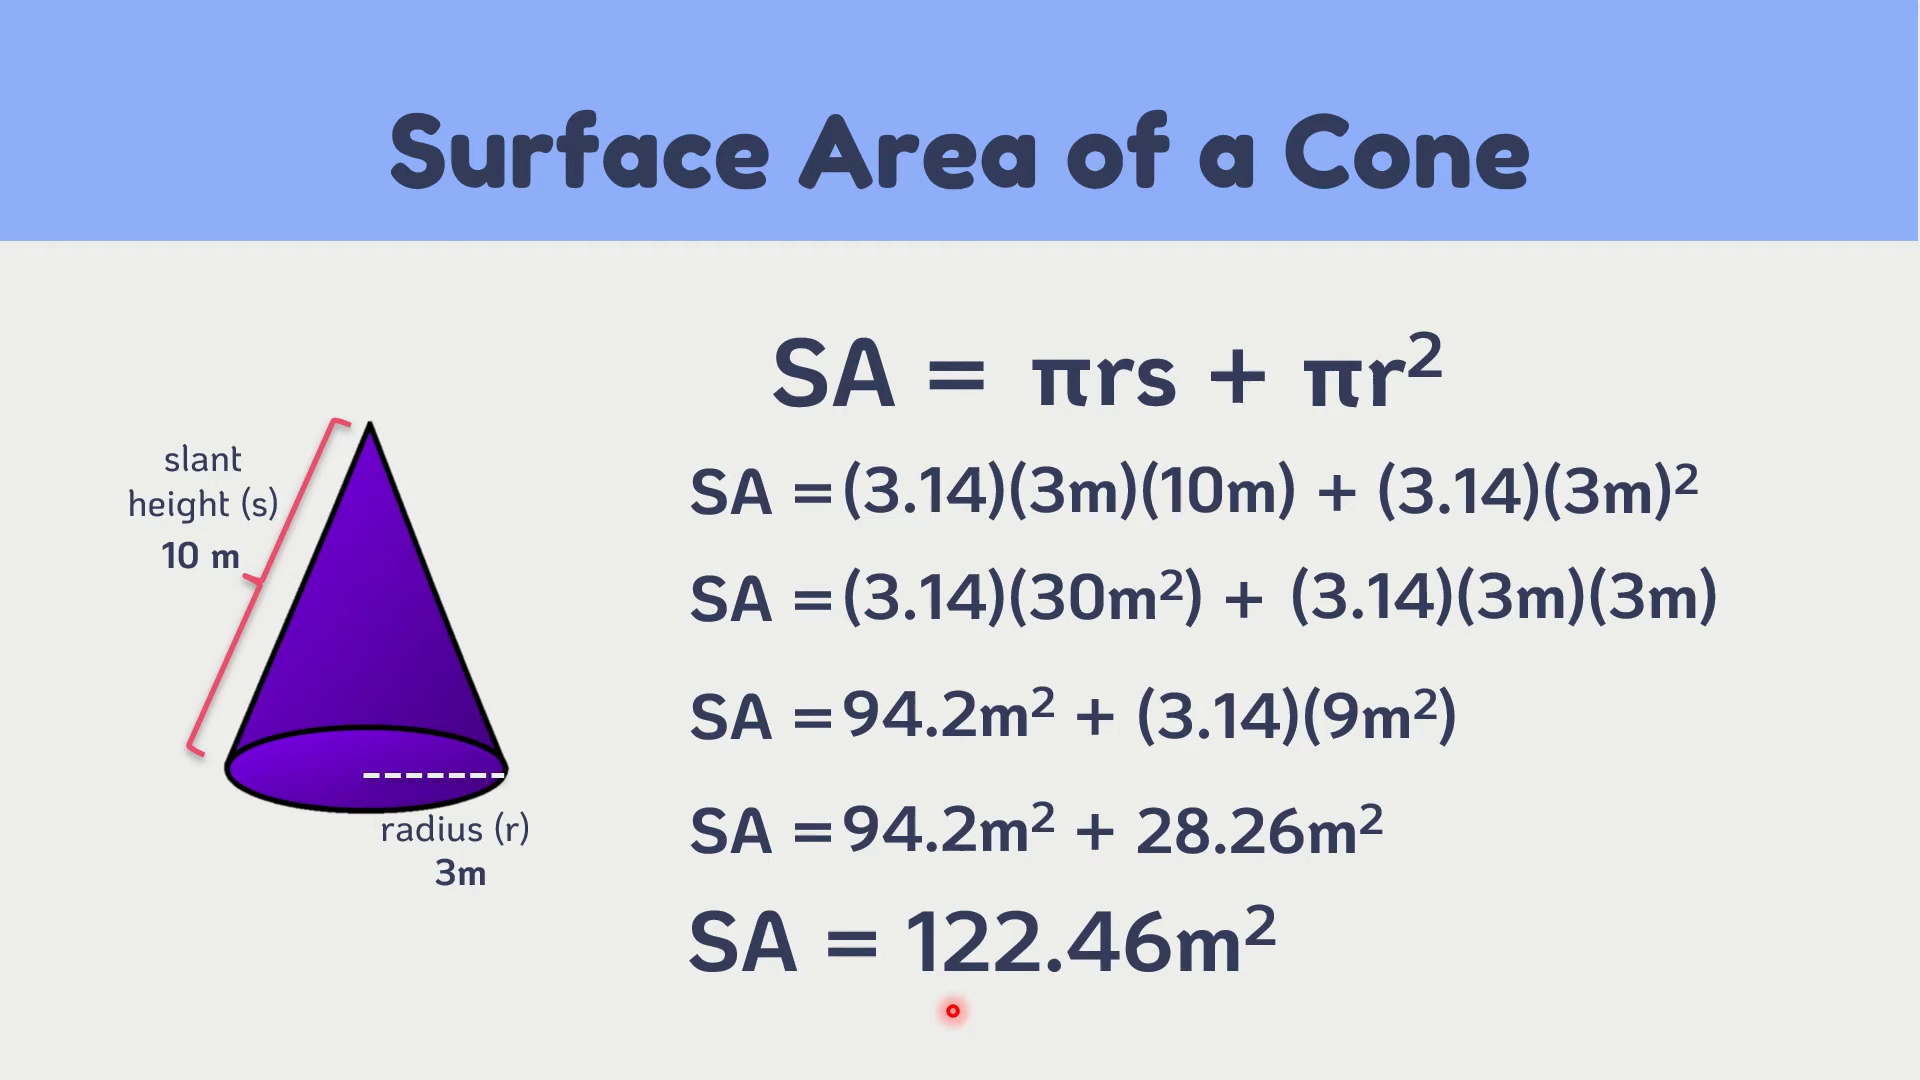 Surface Area of a Cone
slant
height (s)
10 m
radius (r)
3m
SA = πrs + πr²
SA =(3.14)(3m)(10m) + (3.14)(3m)²
SA =(3.14)(30m²) + (3.14)(3m)(3m)
SA =94.2m² + (3.14)(9m²)
SA =94.2m² + 28.26m²
SA = 122.46m²